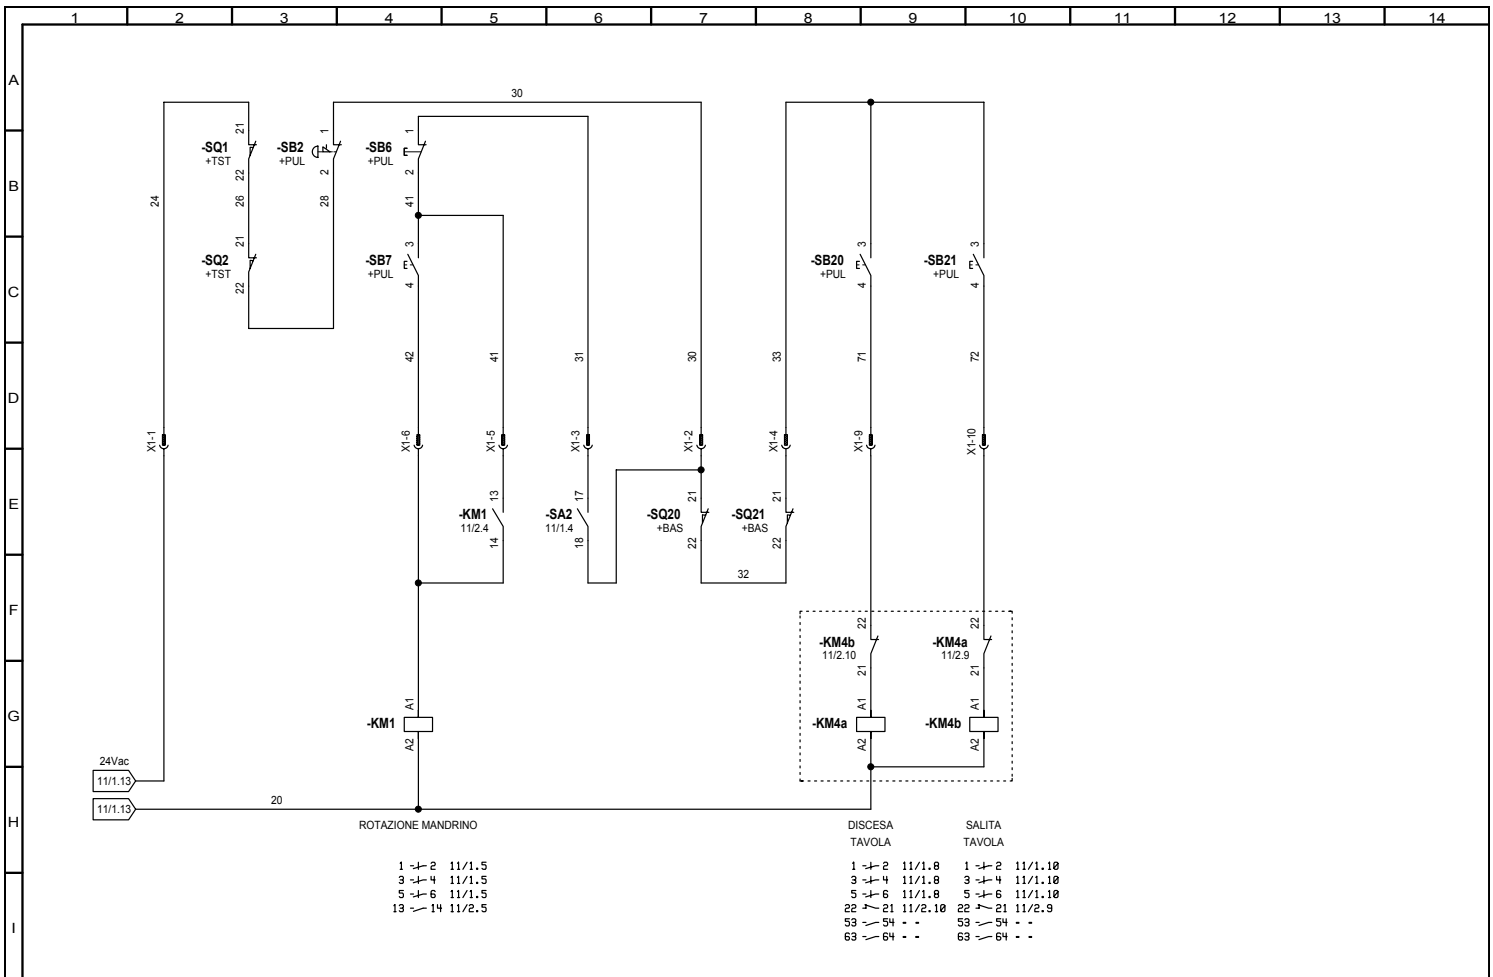 1 2 3 4 5 6 7 8 9 10 11 12 13 14
A
30
21 1 1
-SQ1 -SB2 -SB6
+TST +PUL +PUL
22 2 2
B
24 26 28 41
21 3 3 3
-SQ2 -SB7 -SB20 -SB21
+TST +PUL +PUL +PUL
22 4 4 4
C
42 41 31 30 33 71 72
D
X1-1 X1-6 X1-5 X1-3 X1-2 X1-4 X1-9 X1-10
E
13 17 21 21
-KM1 -SA2 -SQ20 -SQ21
11/2.4 11/1.4 +BAS +BAS
14 18 22 22
32
F
22 22
-KM4b -KM4a
11/2.10 11/2.9
21 21
G
A1 A1 A1
-KM1 -KM4a -KM4b
A2 A2 A2
24Vac
11/1.13
11/1.13
20
H
ROTAZIONE MANDRINO DISCESA SALITA
TAVOLA TAVOLA
1 2 11/1.5 1 2 11/1.8 1 2 11/1.10
3 4 11/1.5 3 4 11/1.8 3 4 11/1.10
5 6 11/1.5 5 6 11/1.8 5 6 11/1.10
13 14 11/2.5 22 21 11/2.10 22 21 11/2.9
I
53 54 - - 53 54 - -
63 64 - - 63 64 - -